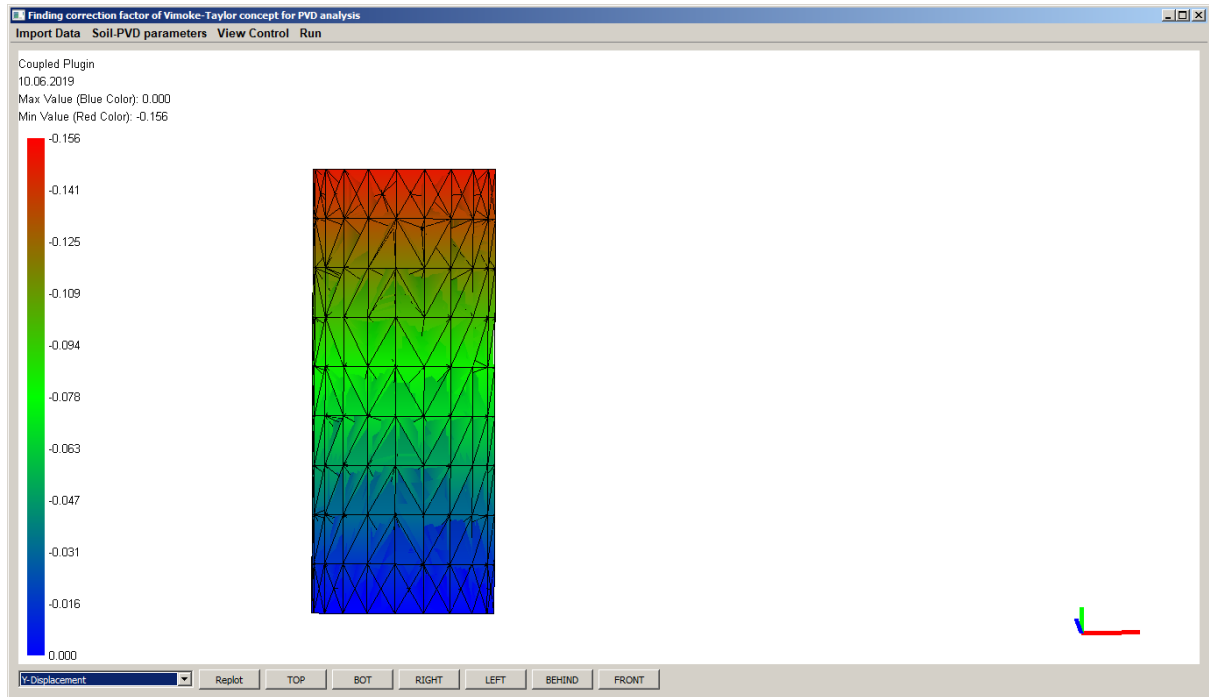 Finding correction factor of Vimoke-Taylor concept for PVD analysis
Import Data Soil-PVD parameters View Control Run
Coupled Plugin
10.06.2019
Max Value (Blue Color): 0.000
Min Value (Red Color): -0.156
-0.156
-0.141
-0.125
-0.109
-0.094
-0.078
-0.063
-0.047
-0.031
-0.016
0.000
Y-Displacement Replot TOP BOT RIGHT LEFT BEHIND FRONT